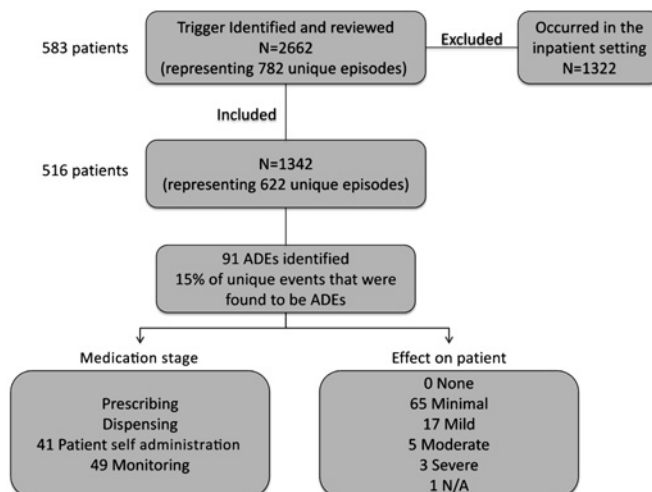 583 patients
Trigger Identified and reviewed
N=2662
(representing 782 unique episodes)
Excluded
Occurred in the
inpatient setting
N=1322
Included
516 patients
N=1342
(representing 622 unique episodes)
91 ADEs identified
15% of unique events that were
found to be ADEs
Medication stage
Prescribing
Dispensing
41 Patient self administration
49 Monitoring
Effect on patient
0 None
65 Minimal
17 Mild
5 Moderate
3 Severe
1 N/A